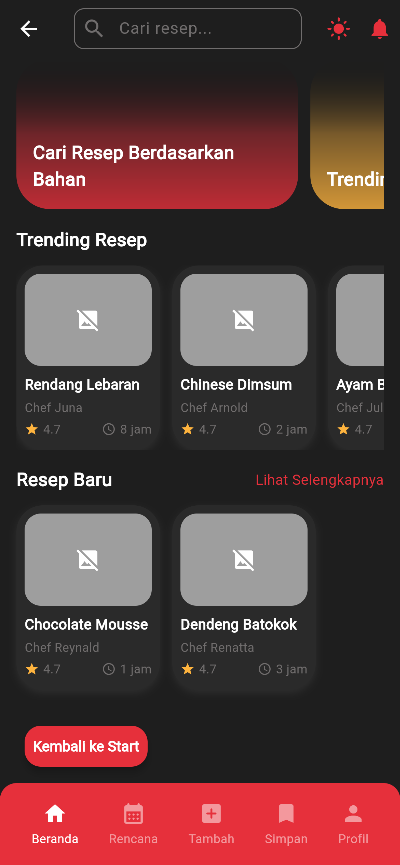 Cari resep...
Cari Resep Berdasarkan
Bahan
Trendin
Trending Resep
Rendang Lebaran
Chinese Dimsum
Ayam B
Chef Juna
Chef Arnold
Chef Jul
4.7
8 jam
4.7
2 jam
4.7
Resep Baru
Lihat Selengkapnya
Chocolate Mousse
Dendeng Batokok
Chef Reynald
Chef Renatta
4.7
1 jam
4.7
3 jam
Kembali ke Start
Beranda
Rencana
Tambah
Simpan
Profil